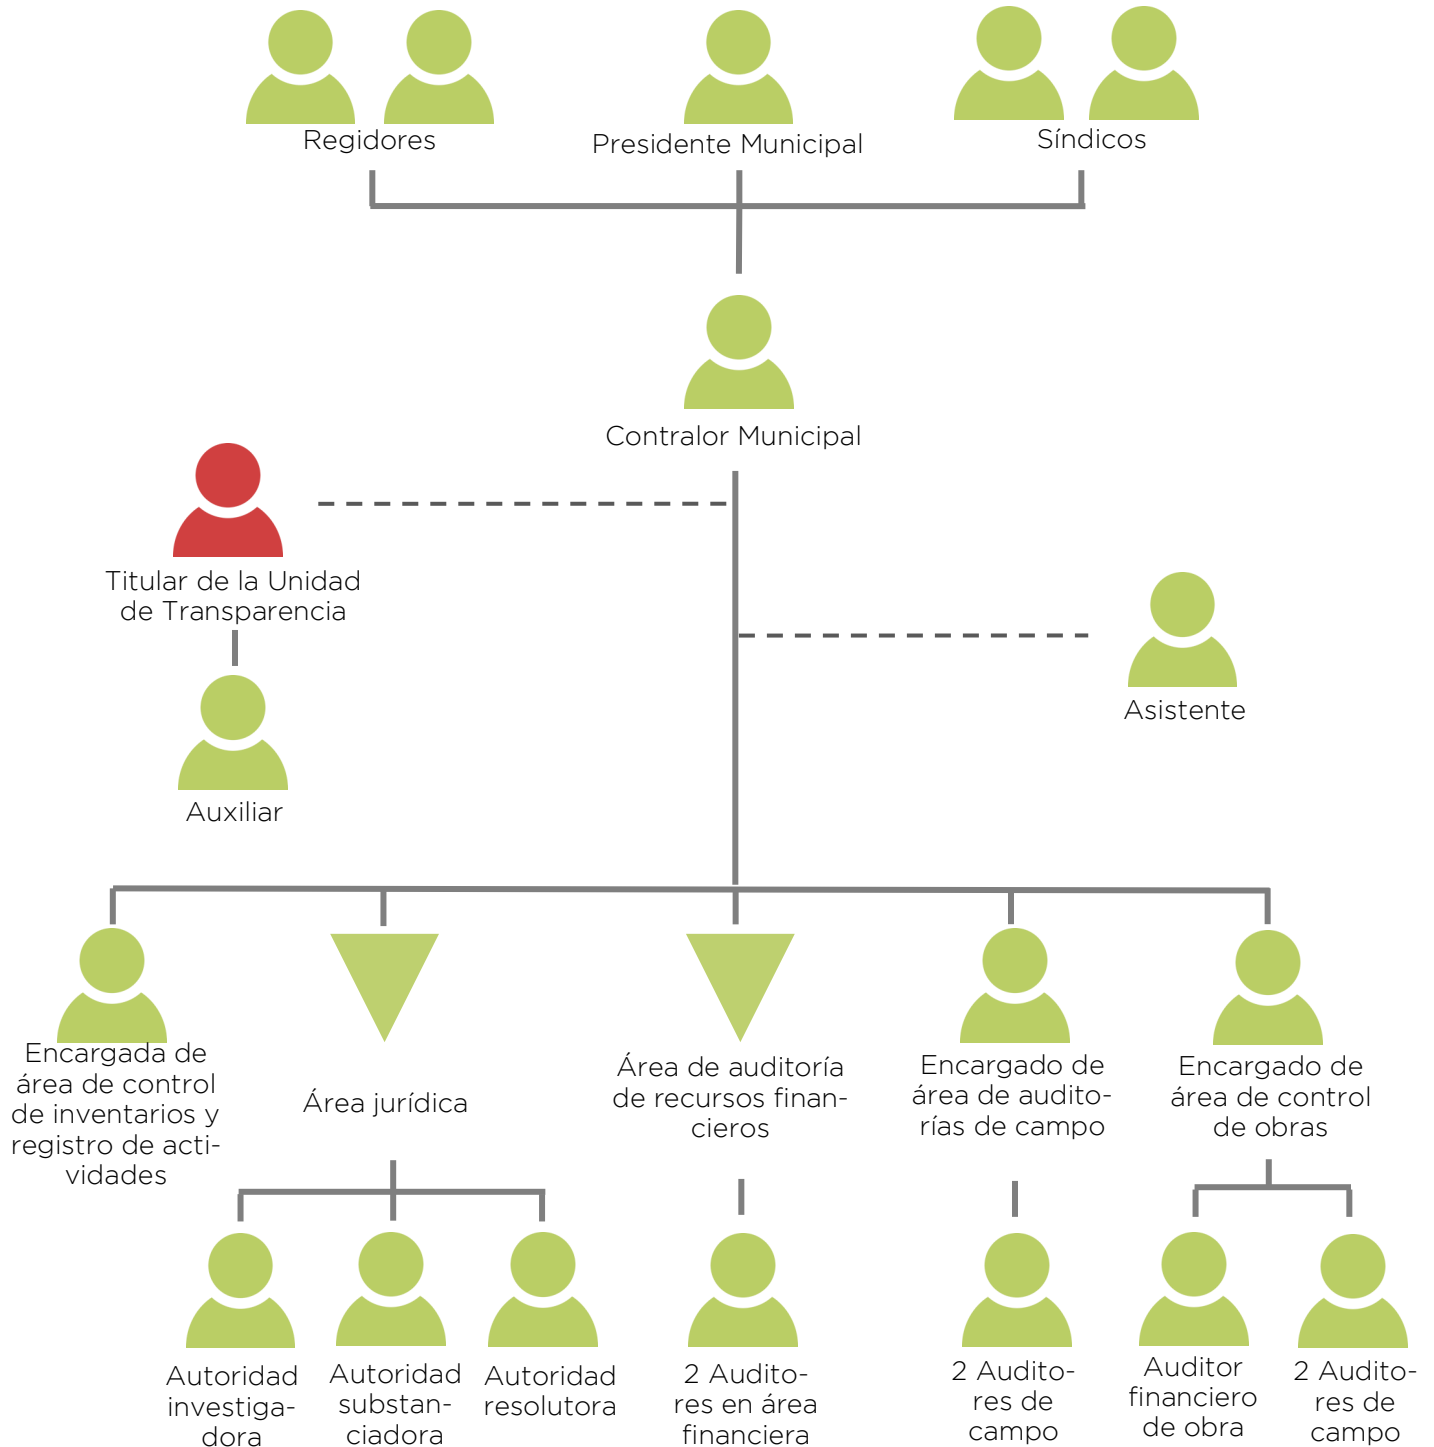 Regidores
Presidente Municipal
Síndicos
Contralor Municipal
Titular de la Unidad
de Transparencia
Asistente
Auxiliar
Encargada de
área de control
de inventarios y
registro de acti-
vidades
Área jurídica
Área de auditoría
de recursos finan-
cieros
Encargado de
área de audito-
rías de campo
Encargado de
área de control
de obras
Autoridad
investiga-
dora
Autoridad
substan-
ciadora
Autoridad
resolutora
2 Audito-
res en área
financiera
2 Audito-
res de
campo
Auditor
financiero
de obra
2 Audito-
res de
campo